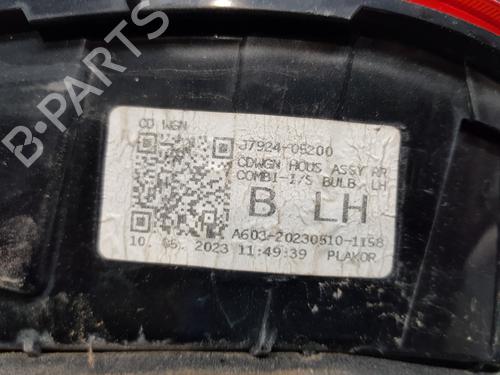 CD WGN
J7924-05200
CDWGN HOUS ASSY RR
COMBI-I/S BULB LH
B LH
A603-20230510-1158
10. 05. 2023 11:49:39 PLAKOR
B-PARTS